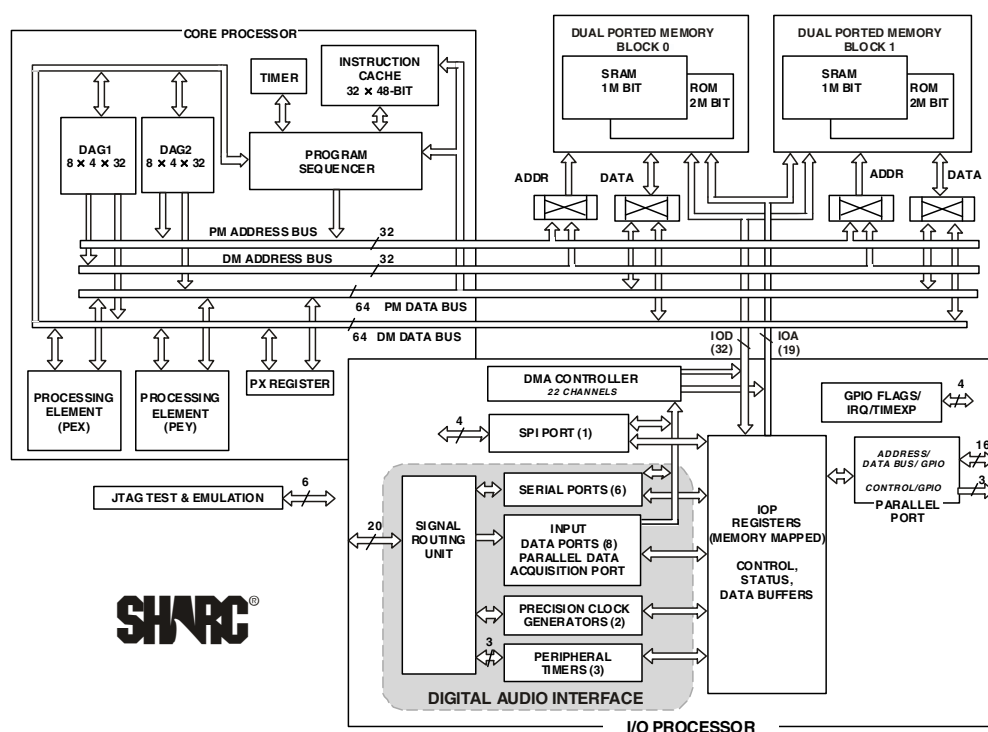 CORE PROCESSOR
TIMER
INSTRUCTION
CACHE
32 × 48-BIT
DAG1
8 × 4 × 32
DAG2
8 × 4 × 32
PROGRAM
SEQUENCER
DUAL PORTED MEMORY
BLOCK 0
SRAM
1M BIT
ROM
2M BIT
DUAL PORTED MEMORY
BLOCK 1
SRAM
1M BIT
ROM
2M BIT
ADDR
DATA
ADDR
DATA
PM ADDRESS BUS
32
DM ADDRESS BUS
32
64
PM DATA BUS
64
DM DATA BUS
IOD
(32)
IOA
(19)
PROCESSING
ELEMENT
(PEX)
PROCESSING
ELEMENT
(PEY)
PX REGISTER
DMA CONTROLLER
22 CHANNELS
GPIO FLAGS/
IRQ/TIMEXP
4
4
SPI PORT (1)
ADDRESS/
DATA BUS/ GPIO
CONTROL/GPIO
PARALLEL
PORT
16
3
JTAG TEST & EMULATION
6
20
SIGNAL
ROUTING
UNIT
SERIAL PORTS (6)
INPUT
DATA PORTS (8)
PARALLEL DATA
ACQUISITION PORT
PRECISION CLOCK
GENERATORS (2)
3
PERIPHERAL
TIMERS (3)
IOP
REGISTERS
(MEMORY MAPPED)
CONTROL,
STATUS,
DATA BUFFERS
SHARC®
DIGITAL AUDIO INTERFACE
I/O PROCESSOR